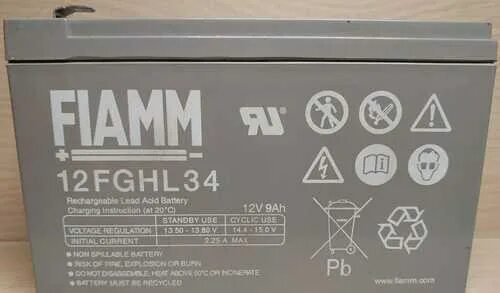 FIAMM
12FGHL34
Rechargeable Lead Acid Battery
12V 9Ah
Charging Instruction (at 20°C)
STANDBY USE CYCLIC USE
VOLTAGE REGULATION 13.50 - 13.80 V 14.4 - 15.0 V
INITIAL CURRENT 2.25 A MAX
NON SPILLABLE BATTERY
RISK OF FIRE, EXPLOSION OR BURN
DO NOT DISASSEMBLE, HEAT ABOVE 60°C OR INCINERATE
BATTERY MUST BE RECYCLED
Pb
www.fiamm.com